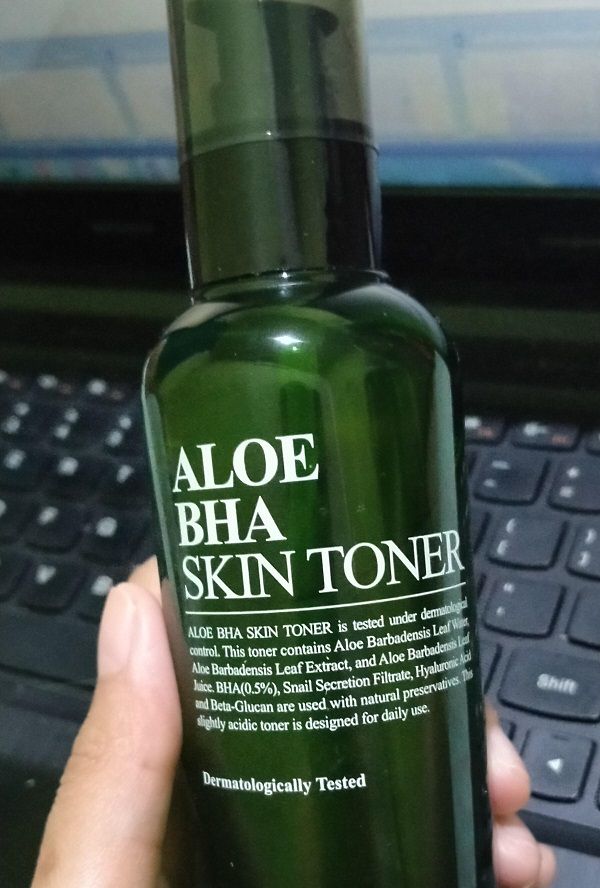 ALOE
BHA
SKIN TONER
ALOE BHA SKIN TONER is tested under dermatological
control. This toner contains Aloe Barbadensis Leaf Water,
Aloe Barbadensis Leaf Extract, and Aloe Barbadensis Leaf
Juice. BHA(0.5%), Snail Secretion Filtrate, Hyaluronic Acid
and Beta-Glucan are used with natural preservatives. This
slightly acidic toner is designed for daily use.
Dermatologically Tested
Shift